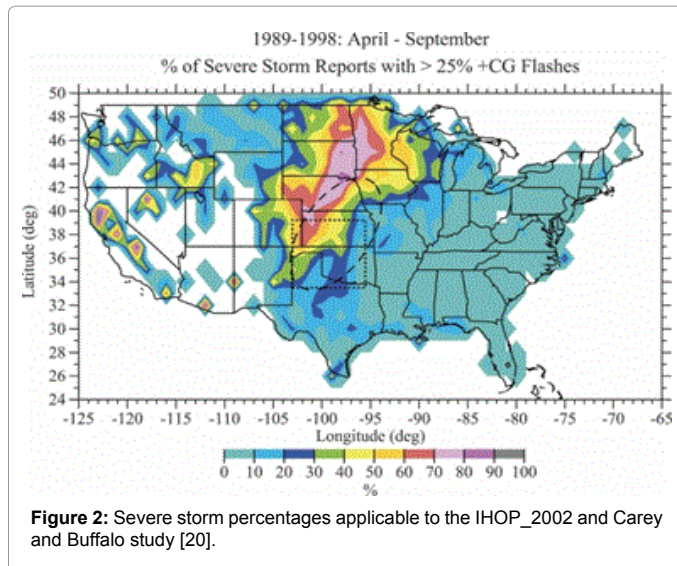 1989-1998: April - September
% of Severe Storm Reports with > 25% +CG Flashes
50
48
46
44
42
40
38
36
34
32
30
28
26
24
Latitude (deg)
-125 -120 -115 -110 -105 -100 -95 -90 -85 -80 -75 -70 -65
Longitude (deg)
0 10 20 30 40 50 60 70 80 90 100
%
Figure 2: Severe storm percentages applicable to the IHOP_2002 and Carey
and Buffalo study [20].